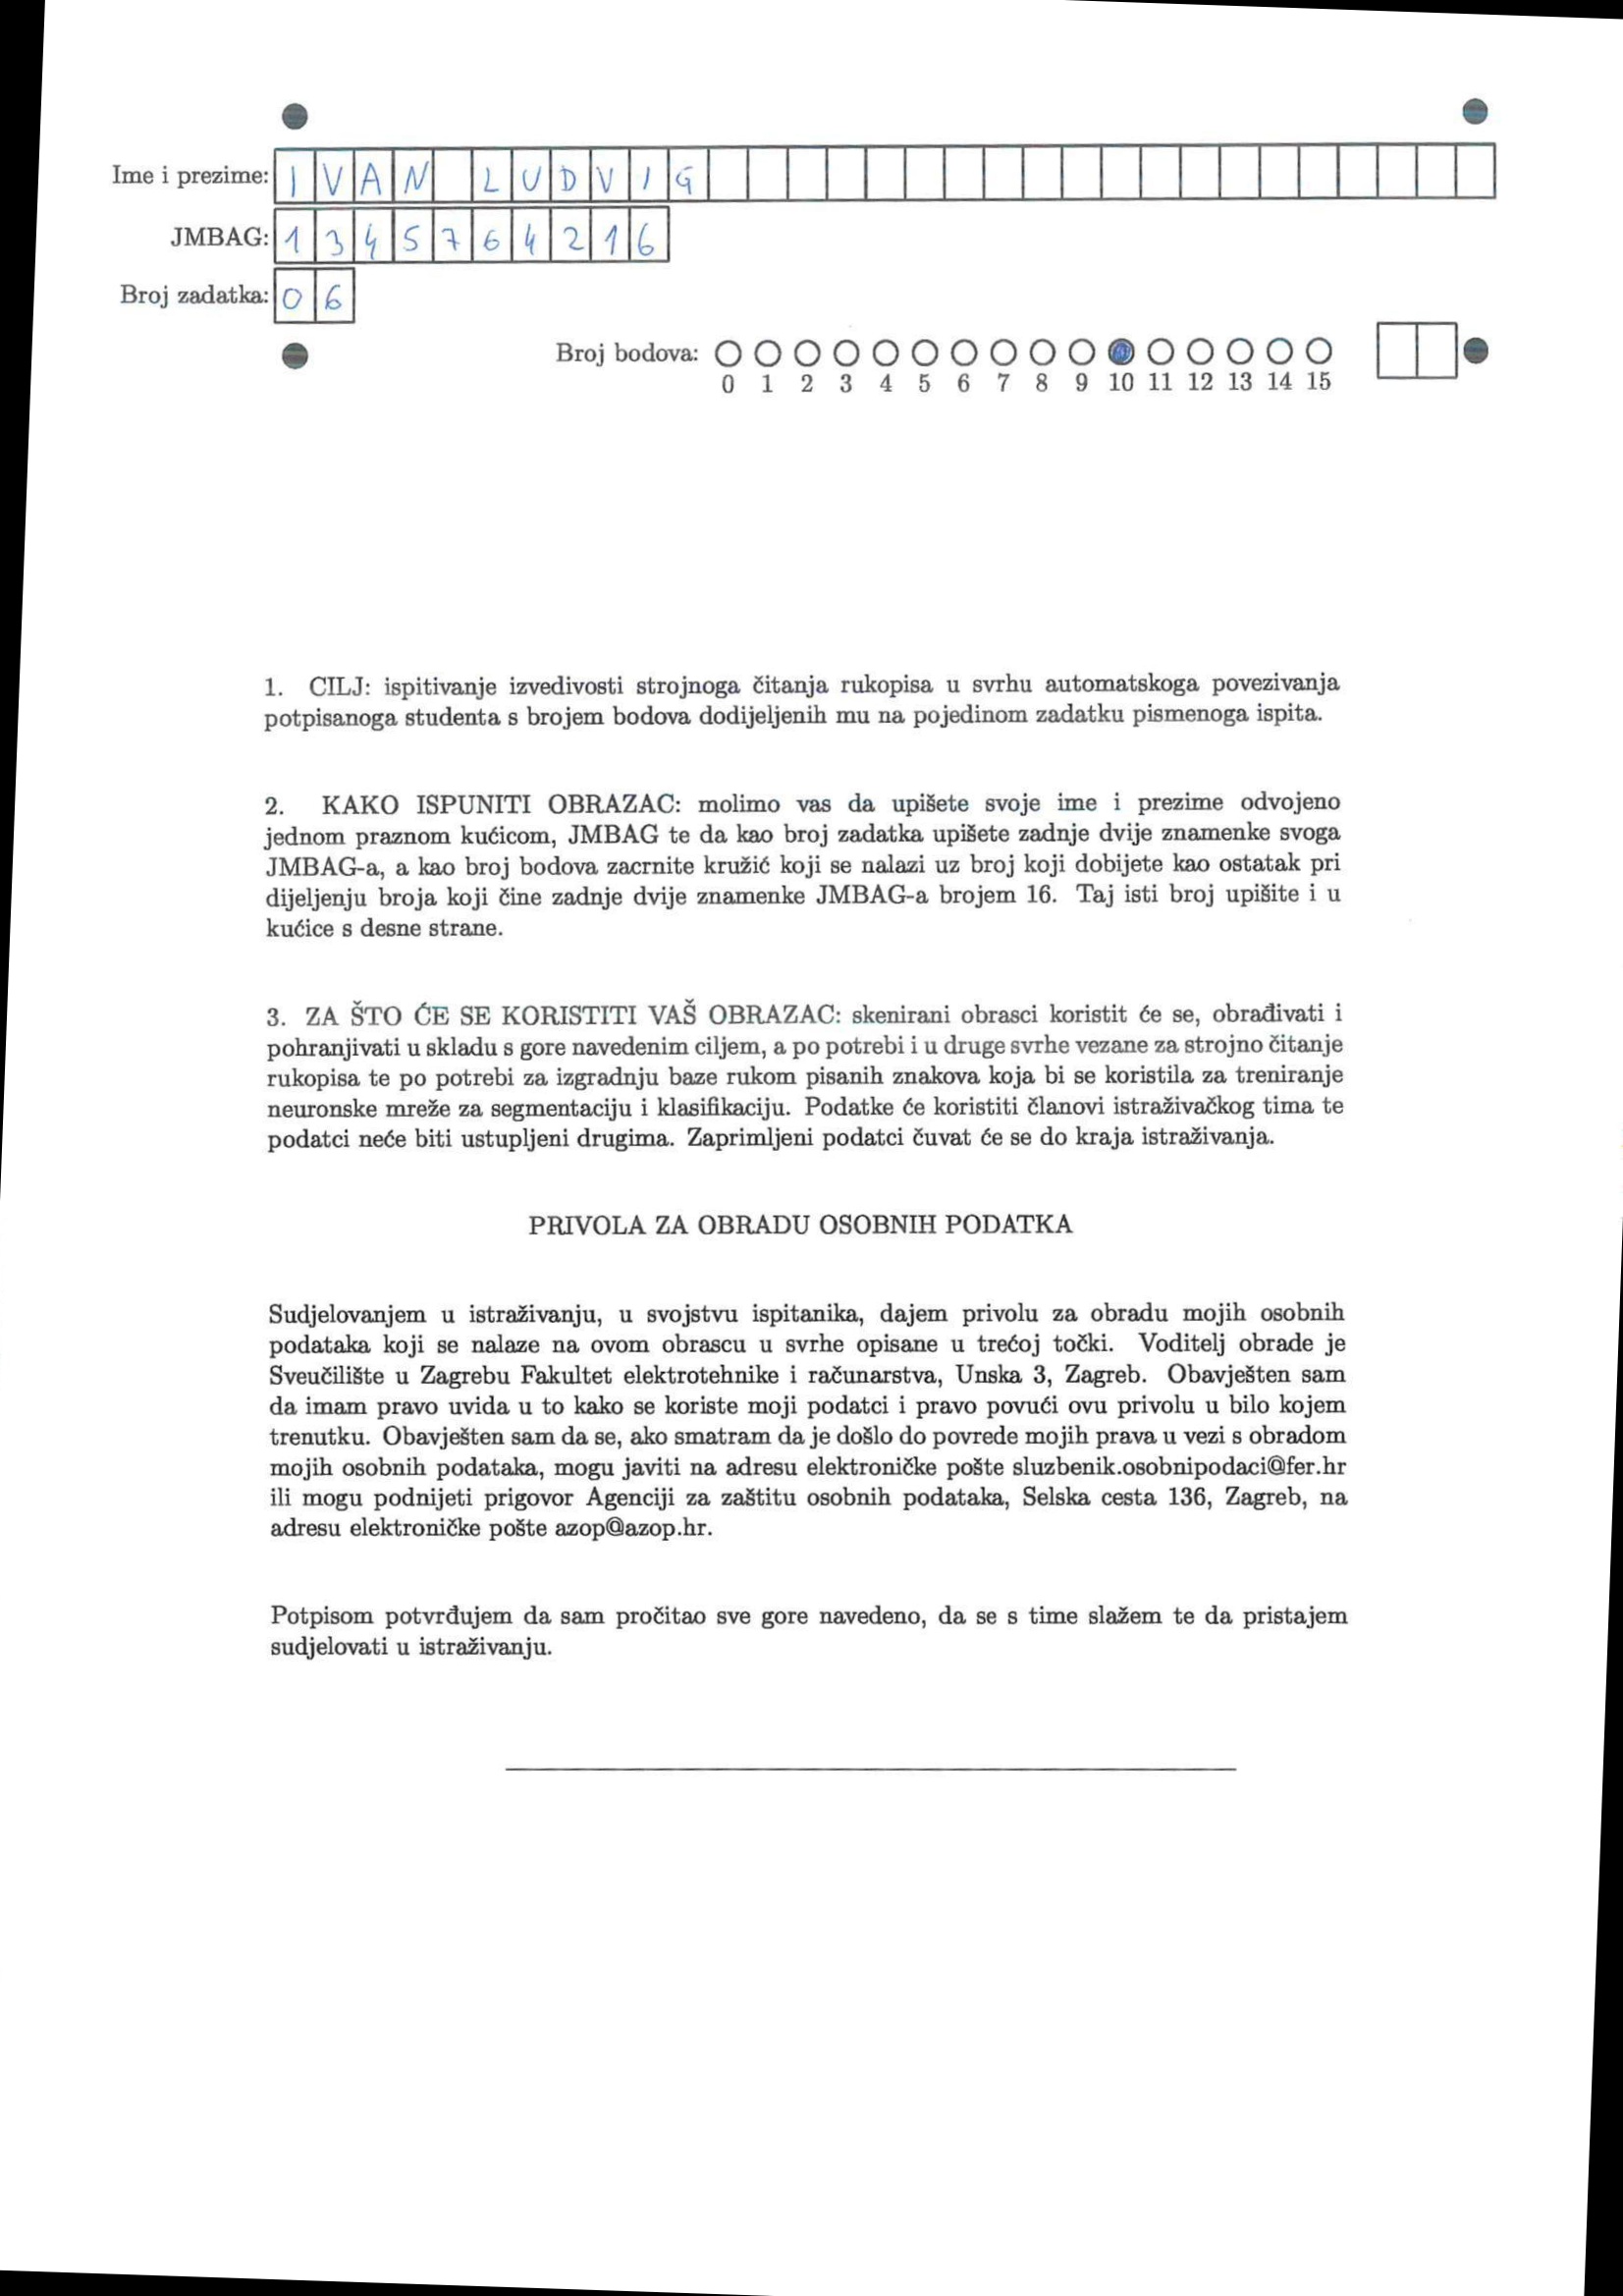 Ime i prezime: IVAN LUDVIG
JMBAG: 1345764216
Broj zadatka: 06
Broj bodova:
0 1 2 3 4 5 6 7 8 9 10 11 12 13 14 15
1. CILJ: ispitivanje izvedivosti strojnoga čitanja rukopisa u svrhu automatskoga povezivanja
potpisanoga studenta s brojem bodova dodijeljenih mu na pojedinom zadatku pismenoga ispita.
2. KAKO ISPUNITI OBRAZAC: molimo vas da upišete svoje ime i prezime odvojeno
jednom praznom kućicom, JMBAG te da kao broj zadatka upišete zadnje dvije znamenke svoga
JMBAG-a, a kao broj bodova zacrnite kružić koji se nalazi uz broj koji dobijete kao ostatak pri
dijeljenju broja koji čine zadnje dvije znamenke JMBAG-a brojem 16. Taj isti broj upišite i u
kućice s desne strane.
3. ZA ŠTO ĆE SE KORISTITI VAŠ OBRAZAC: skenirani obrasci koristit će se, obrađivati i
pohranjivati u skladu s gore navedenim ciljem, a po potrebi i u druge svrhe vezane za strojno čitanje
rukopisa te po potrebi za izgradnju baze rukom pisanih znakova koja bi se koristila za treniranje
neuronske mreže za segmentaciju i klasifikaciju. Podatke će koristiti članovi istraživačkog tima te
podatci neće biti ustupljeni drugima. Zaprimljeni podatci čuvat će se do kraja istraživanja.
PRIVOLA ZA OBRADU OSOBNIH PODATKA
Sudjelovanjem u istraživanju, u svojstvu ispitanika, dajem privolu za obradu mojih osobnih
podataka koji se nalaze na ovom obrascu u svrhe opisane u trećoj točki. Voditelj obrade je
Sveučilište u Zagrebu Fakultet elektrotehnike i računarstva, Unska 3, Zagreb. Obavješten sam
da imam pravo uvida u to kako se koriste moji podatci i pravo povući ovu privolu u bilo kojem
trenutku. Obavješten sam da se, ako smatram da je došlo do povrede mojih prava u vezi s obradom
mojih osobnih podataka, mogu javiti na adresu elektroničke pošte sluzbenik.osobnipodaci@fer.hr
ili mogu podnijeti prigovor Agenciji za zaštitu osobnih podataka, Selska cesta 136, Zagreb, na
adresu elektroničke pošte azop@azop.hr.
Potpisom potvrđujem da sam pročitao sve gore navedeno, da se s time slažem te da pristajem
sudjelovati u istraživanju.